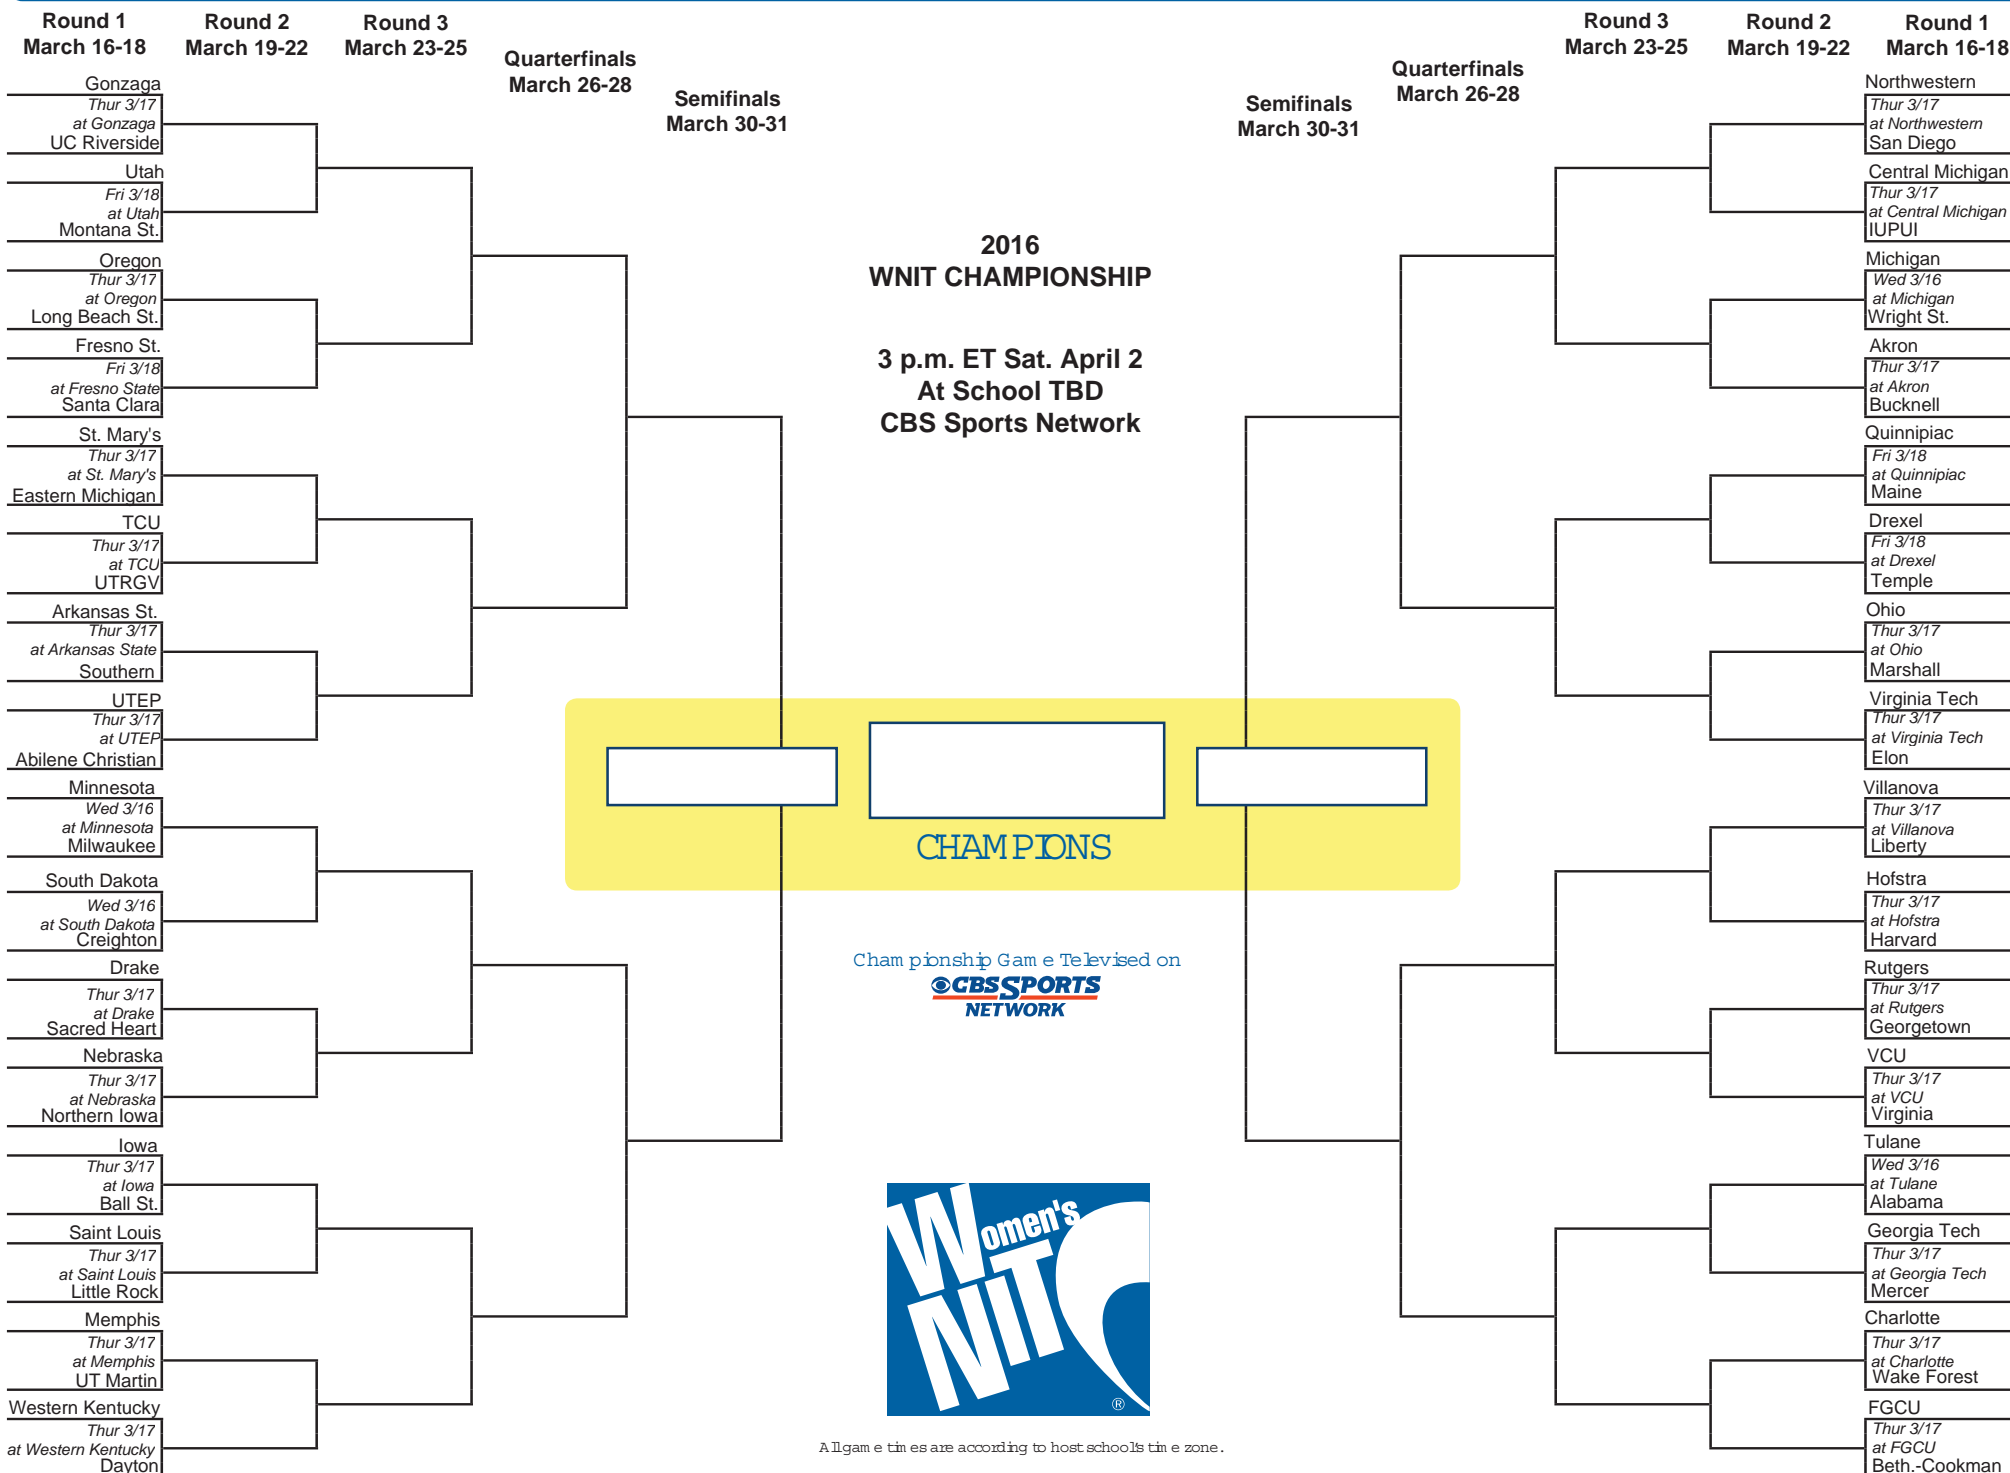 Round 1
March 16-18
Round 2
March 19-22
Round 3
March 23-25
Quarterfinals
March 26-28
Semifinals
March 30-31
Semifinals
March 30-31
Quarterfinals
March 26-28
Round 3
March 23-25
Round 2
March 19-22
Round 1
March 16-18
Gonzaga
Thur 3/17
at Gonzaga
UC Riverside
Utah
Fri 3/18
at Utah
Montana St.
Oregon
Thur 3/17
at Oregon
Long Beach St.
Fresno St.
Fri 3/18
at Fresno State
Santa Clara
St. Mary's
Thur 3/17
at St. Mary's
Eastern Michigan
TCU
Thur 3/17
at TCU
UTRGV
Arkansas St.
Thur 3/17
at Arkansas State
Southern
UTEP
Thur 3/17
at UTEP
Abilene Christian
Minnesota
Wed 3/16
at Minnesota
Milwaukee
South Dakota
Wed 3/16
at South Dakota
Creighton
Drake
Thur 3/17
at Drake
Sacred Heart
Nebraska
Thur 3/17
at Nebraska
Northern Iowa
Iowa
Thur 3/17
at Iowa
Ball St.
Saint Louis
Thur 3/17
at Saint Louis
Little Rock
Memphis
Thur 3/17
at Memphis
UT Martin
Western Kentucky
Thur 3/17
at Western Kentucky
Dayton
2016
WNIT CHAMPIONSHIP
3 p.m. ET Sat. April 2
At School TBD
CBS Sports Network
CHAMPIONS
Championship Game Televised on
CBS SPORTS
NETWORK
Women's
NIT
®
All game times are according to host school's time zone.
Northwestern
Thur 3/17
at Northwestern
San Diego
Central Michigan
Thur 3/17
at Central Michigan
IUPUI
Michigan
Wed 3/16
at Michigan
Wright St.
Akron
Thur 3/17
at Akron
Bucknell
Quinnipiac
Fri 3/18
at Quinnipiac
Maine
Drexel
Fri 3/18
at Drexel
Temple
Ohio
Thur 3/17
at Ohio
Marshall
Virginia Tech
Thur 3/17
at Virginia Tech
Elon
Villanova
Thur 3/17
at Villanova
Liberty
Hofstra
Thur 3/17
at Hofstra
Harvard
Rutgers
Thur 3/17
at Rutgers
Georgetown
VCU
Thur 3/17
at VCU
Virginia
Tulane
Wed 3/16
at Tulane
Alabama
Georgia Tech
Thur 3/17
at Georgia Tech
Mercer
Charlotte
Thur 3/17
at Charlotte
Wake Forest
FGCU
Thur 3/17
at FGCU
Beth.-Cookman